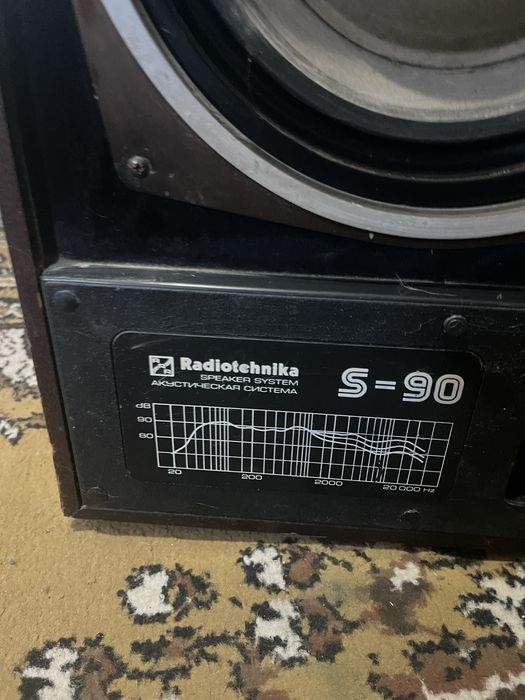 Radiotehnika
SPEAKER SYSTEM
АКУСТИЧЕСКАЯ СИСТЕМА
S-90
dB
90
80
20
200
2000
20 000 Hz